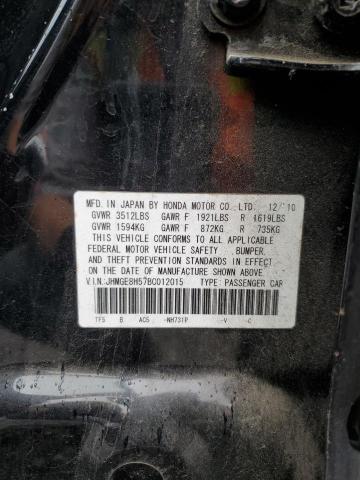 MFD. IN JAPAN BY HONDA MOTOR CO., LTD. 12/10
GVWR 3512LBS GAWR F 1921LBS R 1619LBS
GVWR 1594KG GAWR F 872KG R 735KG
THIS VEHICLE CONFORMS TO ALL APPLICABLE
FEDERAL MOTOR VEHICLE SAFETY, BUMPER,
AND THEFT PREVENTION STANDARDS IN EFFECT
ON THE DATE OF MANUFACTURE SHOWN ABOVE.
V.I.N.:JHMGE8H57BC012015 TYPE: PASSENGER CAR
TF5 B AC5 -NH731P -V -C